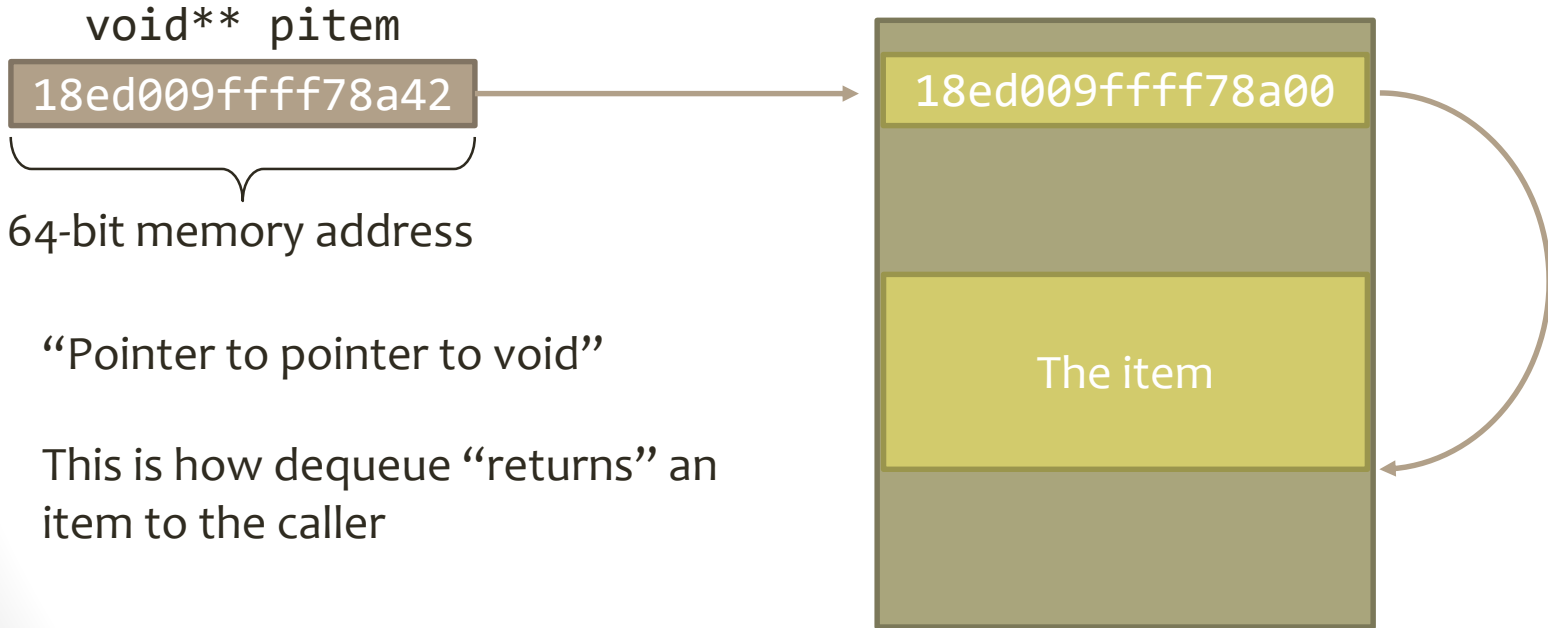 void** pitem
18ed009ffff78a42
18ed009ffff78a00
64-bit memory address
“Pointer to pointer to void”
The item
This is how dequeue “returns” an
item to the caller